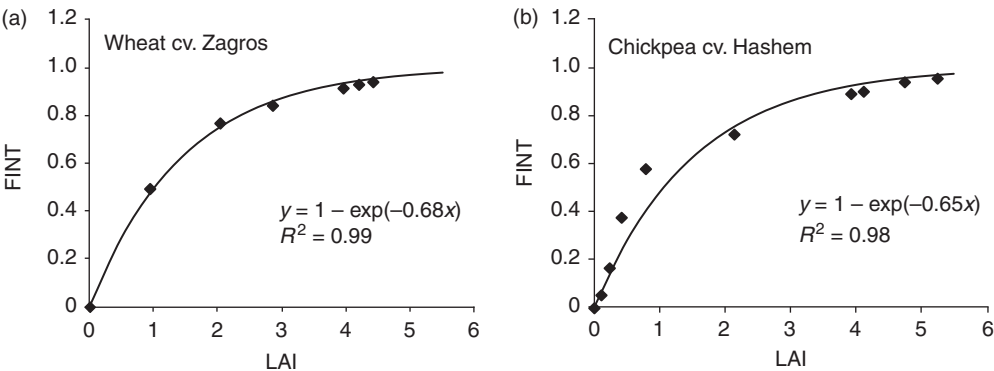 (a)
Wheat cv. Zagros
1.2
1.0
0.8
0.6
0.4
0.2
0
FINT
y = 1 – exp(–0.68x)
R² = 0.99
0 1 2 3 4 5 6
LAI
(b)
Chickpea cv. Hashem
1.2
1.0
0.8
0.6
0.4
0.2
0
FINT
y = 1 – exp(–0.65x)
R² = 0.98
0 1 2 3 4 5 6
LAI